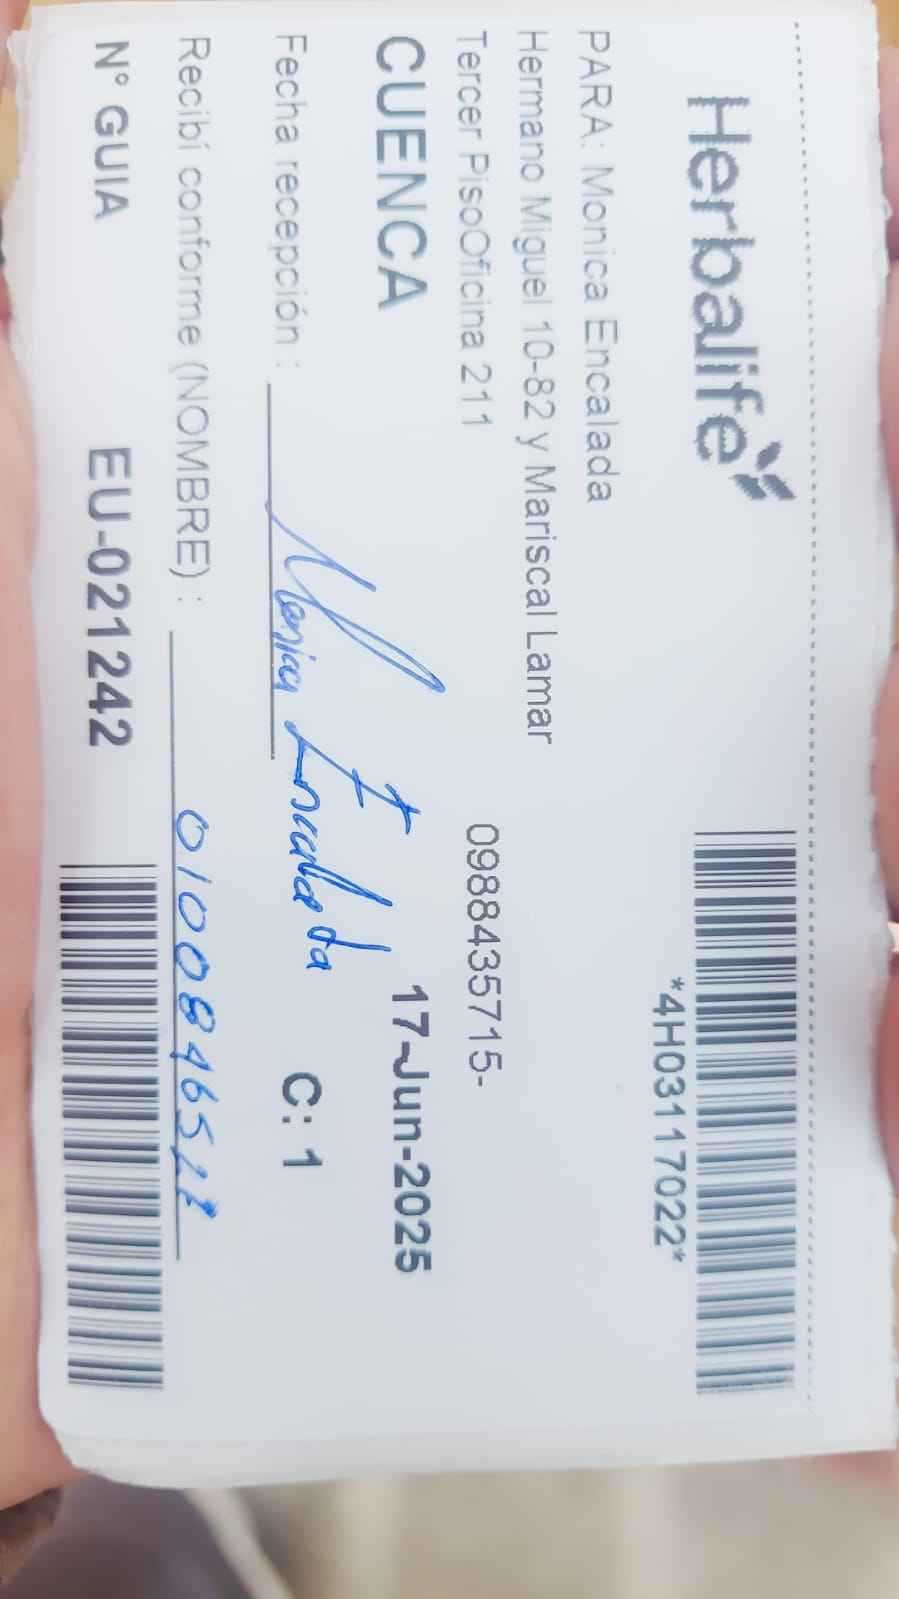 Herbalife
*4H03117022*
PARA: Monica Encalada
Hermano Miguel 10-82 y Mariscal Lamar
Tercer PisoOficina 211 0988435715-
CUENCA 17-Jun-2025
Fecha recepción : Monica Encalada C: 1
Recibí conforme (NOMBRE) :
N° GUIA EU-021242